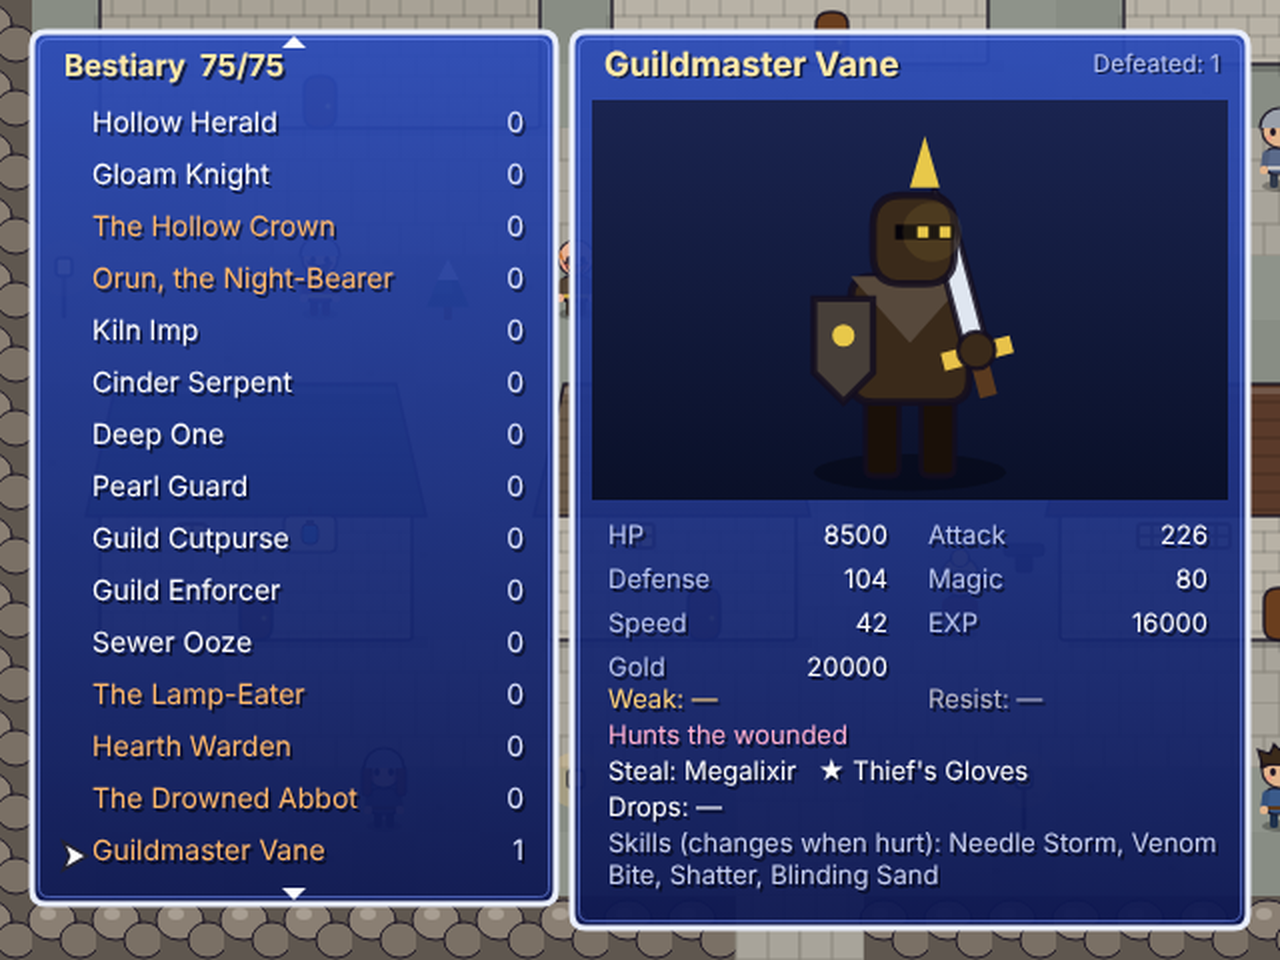 Bestiary 75/75
Hollow Herald 0
Gloam Knight 0
The Hollow Crown 0
Orun, the Night-Bearer 0
Kiln Imp 0
Cinder Serpent 0
Deep One 0
Pearl Guard 0
Guild Cutpurse 0
Guild Enforcer 0
Sewer Ooze 0
The Lamp-Eater 0
Hearth Warden 0
The Drowned Abbot 0
Guildmaster Vane 1
Guildmaster Vane Defeated: 1
HP 8500 Attack 226
Defense 104 Magic 80
Speed 42 EXP 16000
Gold 20000
Weak: — Resist: —
Hunts the wounded
Steal: Megalixir ★ Thief's Gloves
Drops: —
Skills (changes when hurt): Needle Storm, Venom
Bite, Shatter, Blinding Sand